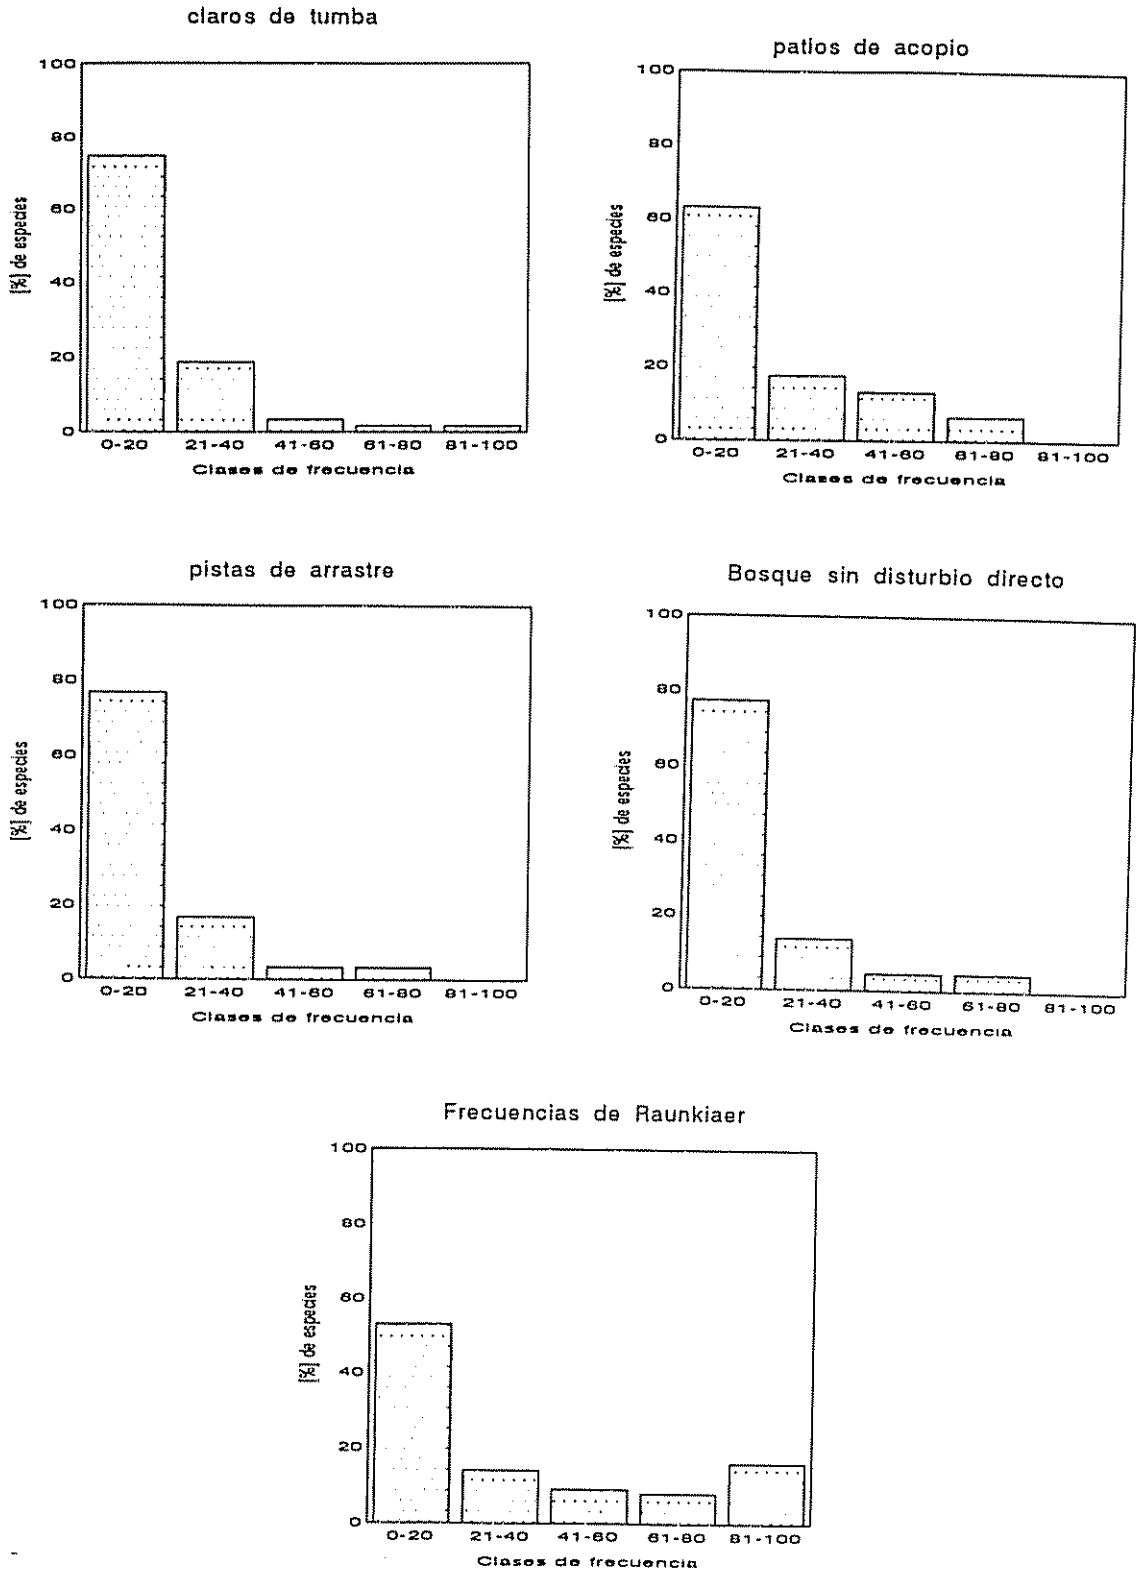 claros de tumba
100
80
60
40
20
0
[%] de especies
0-20 21-40 41-60 61-80 81-100
Clases de frecuencia
patios de acopio
100
80
60
40
20
0
[%] de especies
0-20 21-40 41-60 61-80 81-100
Clases de frecuencia
pistas de arrastre
100
80
60
40
20
0
[%] de especies
0-20 21-40 41-60 61-80 81-100
Clases de frecuencia
Bosque sin disturbio directo
100
80
60
40
20
0
[%] de especies
0-20 21-40 41-60 61-80 81-100
Clases de frecuencia
Frecuencias de Raunkiaer
100
80
60
40
20
0
[%] de especies
0-20 21-40 41-60 61-80 81-100
Clases de frecuencia